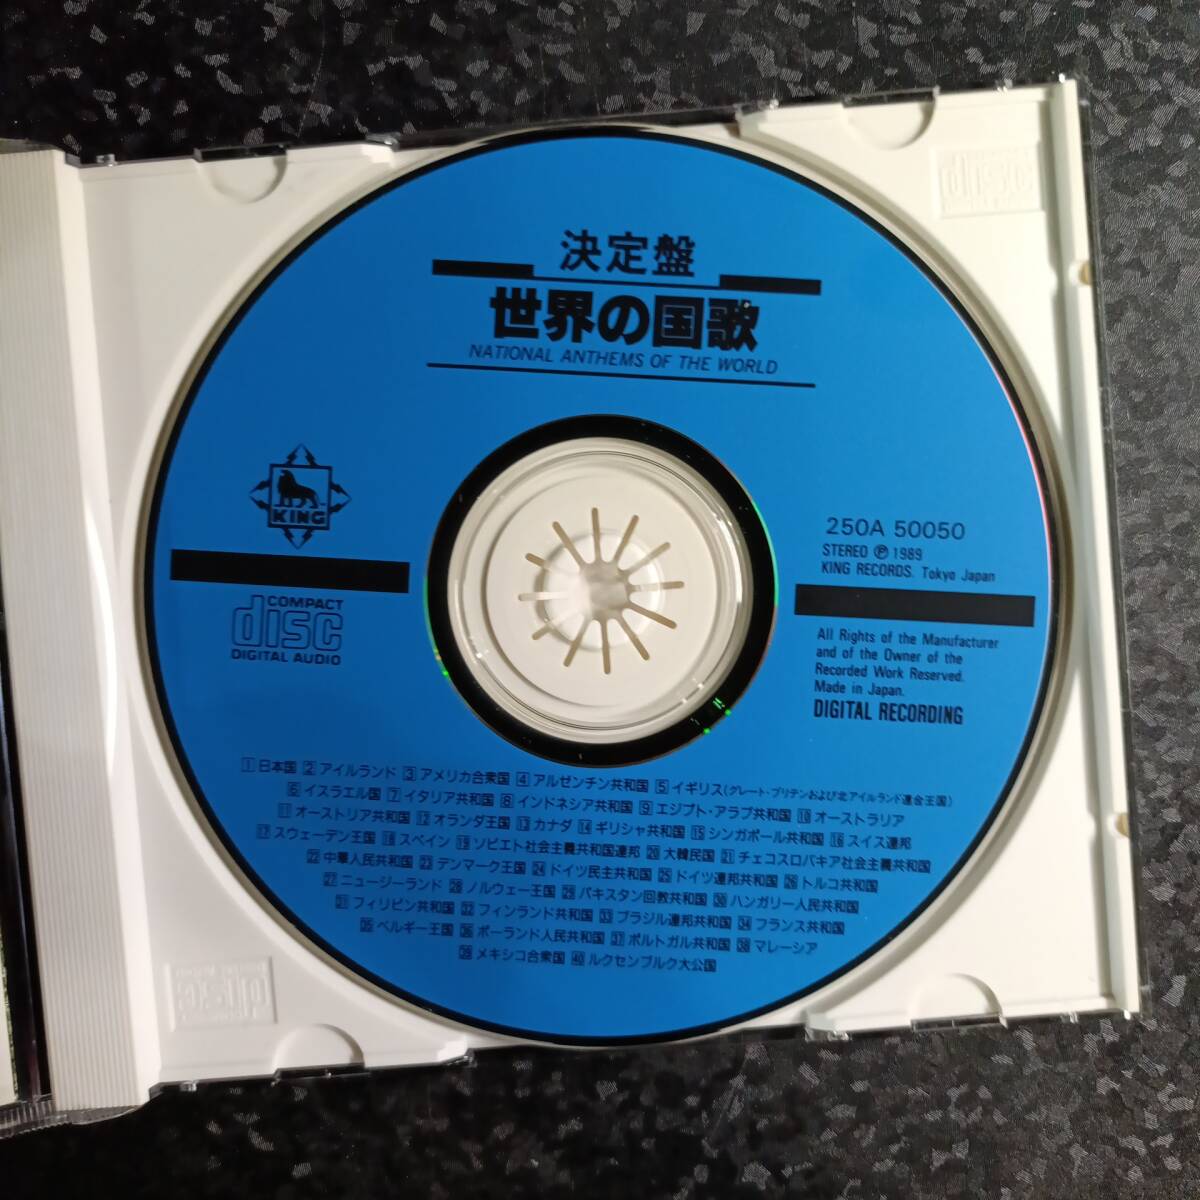 決定盤
世界の国歌
NATIONAL ANTHEMS OF THE WORLD
KING
250A 50050
STEREO Ⓟ 1989
KING RECORDS. Tokyo Japan
COMPACT
disc
DIGITAL AUDIO
All Rights of the Manufacturer
and of the Owner of the
Recorded Work Reserved.
Made in Japan.
DIGITAL RECORDING
1 日本国 2 アイルランド 3 アメリカ合衆国 4 アルゼンチン共和国 5 イギリス(グレート・ブリテンおよび北アイルランド連合王国)
6 イスラエル国 7 イタリア共和国 8 インドネシア共和国 9 エジプト・アラブ共和国 10 オーストラリア
11 オーストリア共和国 12 オランダ王国 13 カナダ 14 ギリシャ共和国 15 シンガポール共和国 16 スイス連邦
17 スウェーデン王国 18 スペイン 19 ソビエト社会主義共和国連邦 20 大韓民国 21 チェコスロバキア社会主義共和国
22 中華人民共和国 23 デンマーク王国 24 ドイツ民主共和国 25 ドイツ連邦共和国 26 トルコ共和国
27 ニュージーランド 28 ノルウェー王国 29 パキスタン回教共和国 30 ハンガリー人民共和国
31 フィリピン共和国 32 フィンランド共和国 33 ブラジル連邦共和国 34 フランス共和国
35 ベルギー王国 36 ポーランド人民共和国 37 ポルトガル共和国 38 マレーシア
39 メキシコ合衆国 40 ルクセンブルク大公国